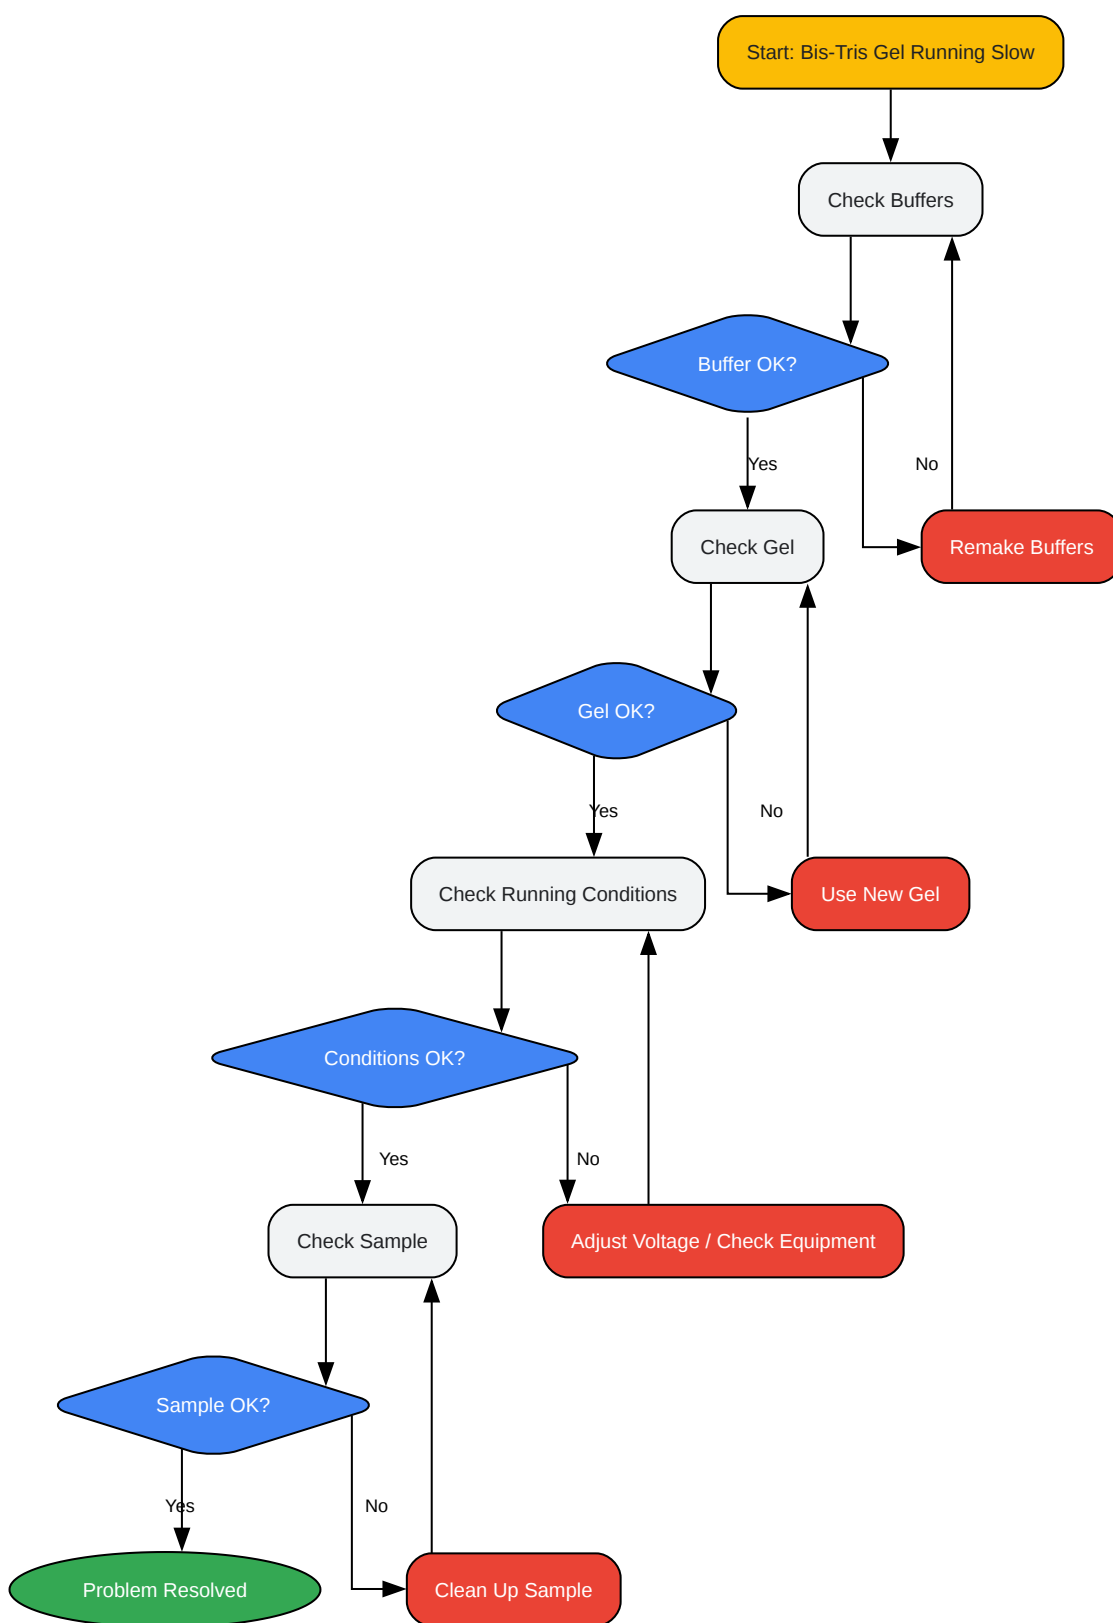 Start: Bis-Tris Gel Running Slow
Check Buffers
Buffer OK?
Yes
No
Check Gel
Remake Buffers
Gel OK?
Yes
No
Check Running Conditions
Use New Gel
Conditions OK?
Yes
No
Check Sample
Adjust Voltage / Check Equipment
Sample OK?
Yes
No
Problem Resolved
Clean Up Sample